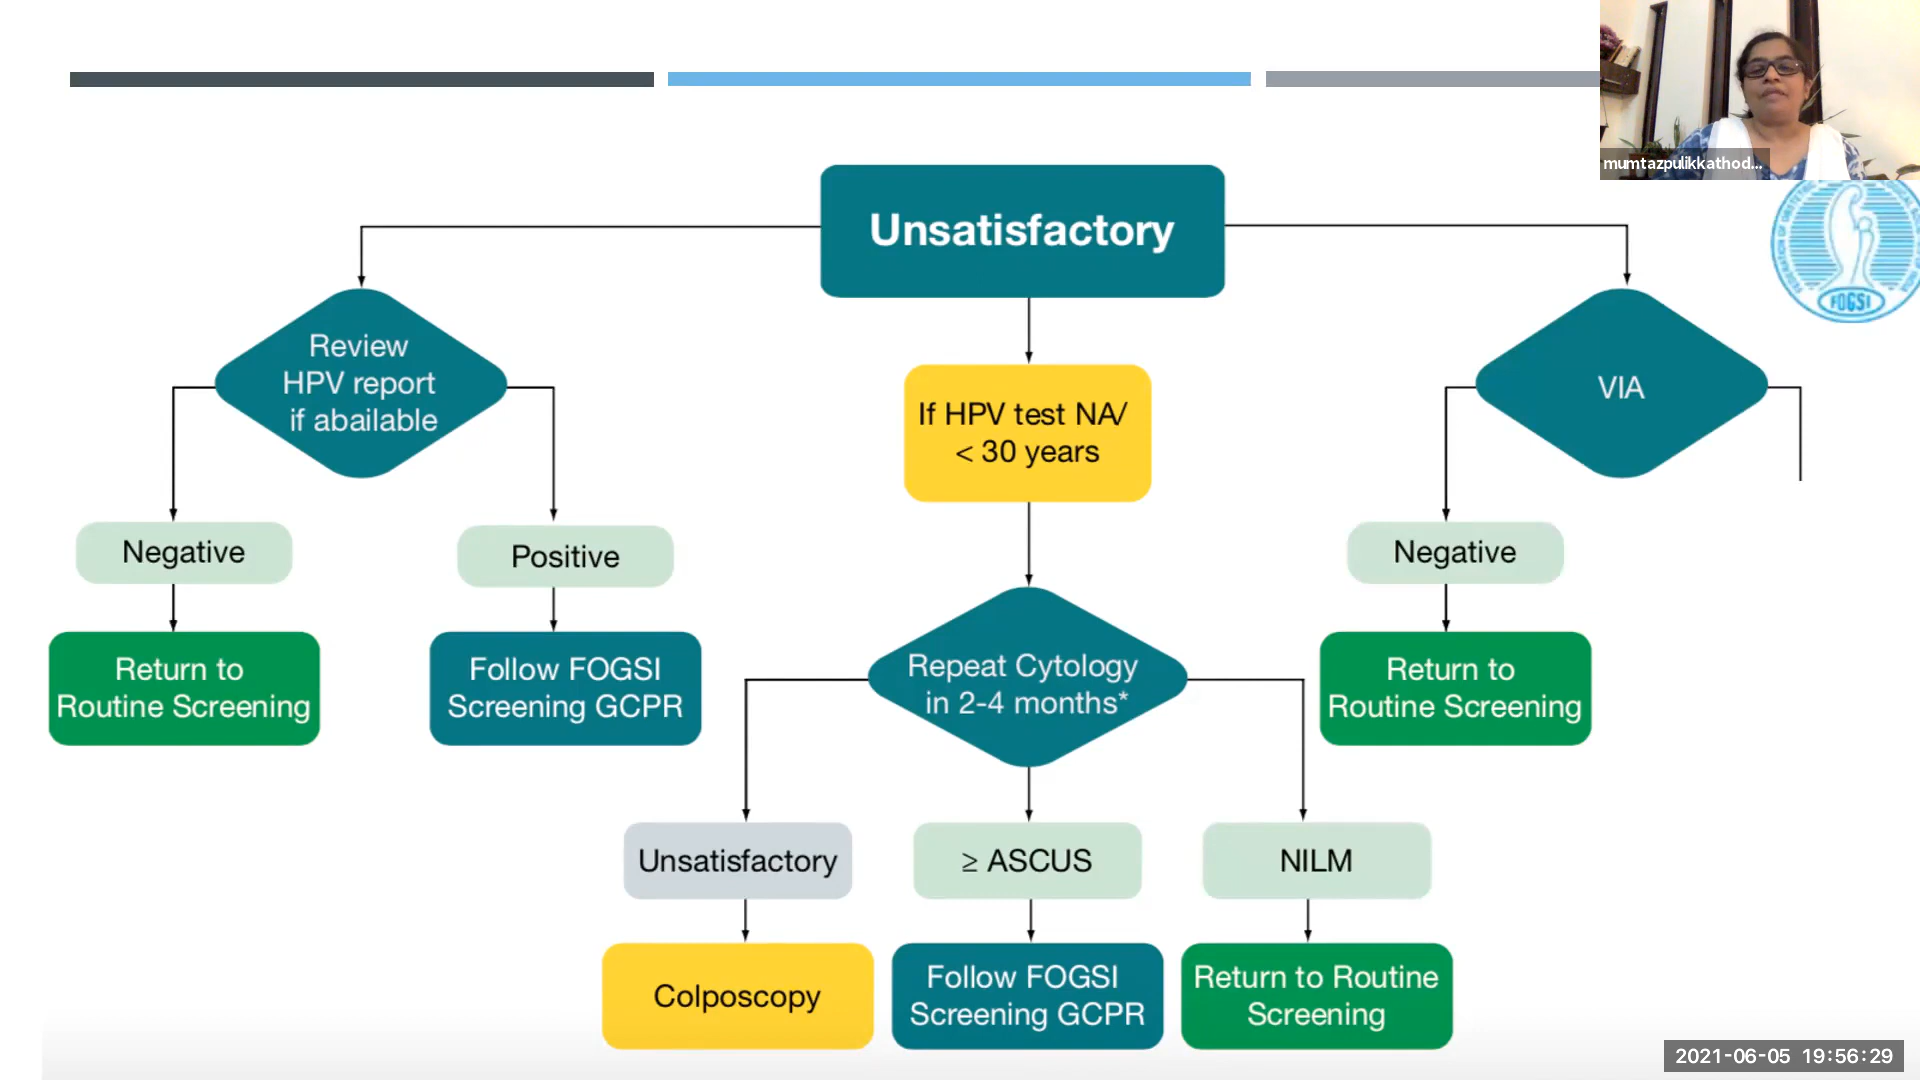 mumtazpulikkathod...
Unsatisfactory
FOGSI
Review
HPV report
if abailable
If HPV test NA/
< 30 years
VIA
Negative
Positive
Negative
Return to
Routine Screening
Follow FOGSI
Screening GCPR
Repeat Cytology
in 2-4 months*
Return to
Routine Screening
Unsatisfactory
≥ ASCUS
NILM
Colposcopy
Follow FOGSI
Screening GCPR
Return to Routine
Screening
2021-06-05 19:56:29